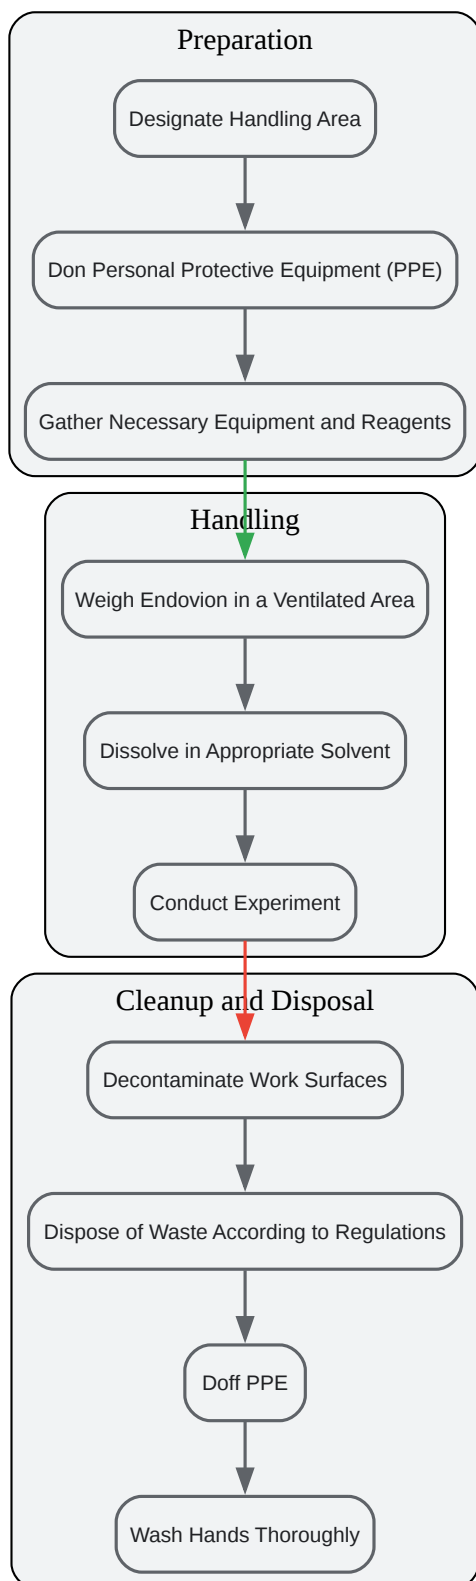 Preparation
Designate Handling Area
Don Personal Protective Equipment (PPE)
Gather Necessary Equipment and Reagents
Handling
Weigh Endovion in a Ventilated Area
Dissolve in Appropriate Solvent
Conduct Experiment
Cleanup and Disposal
Decontaminate Work Surfaces
Dispose of Waste According to Regulations
Doff PPE
Wash Hands Thoroughly